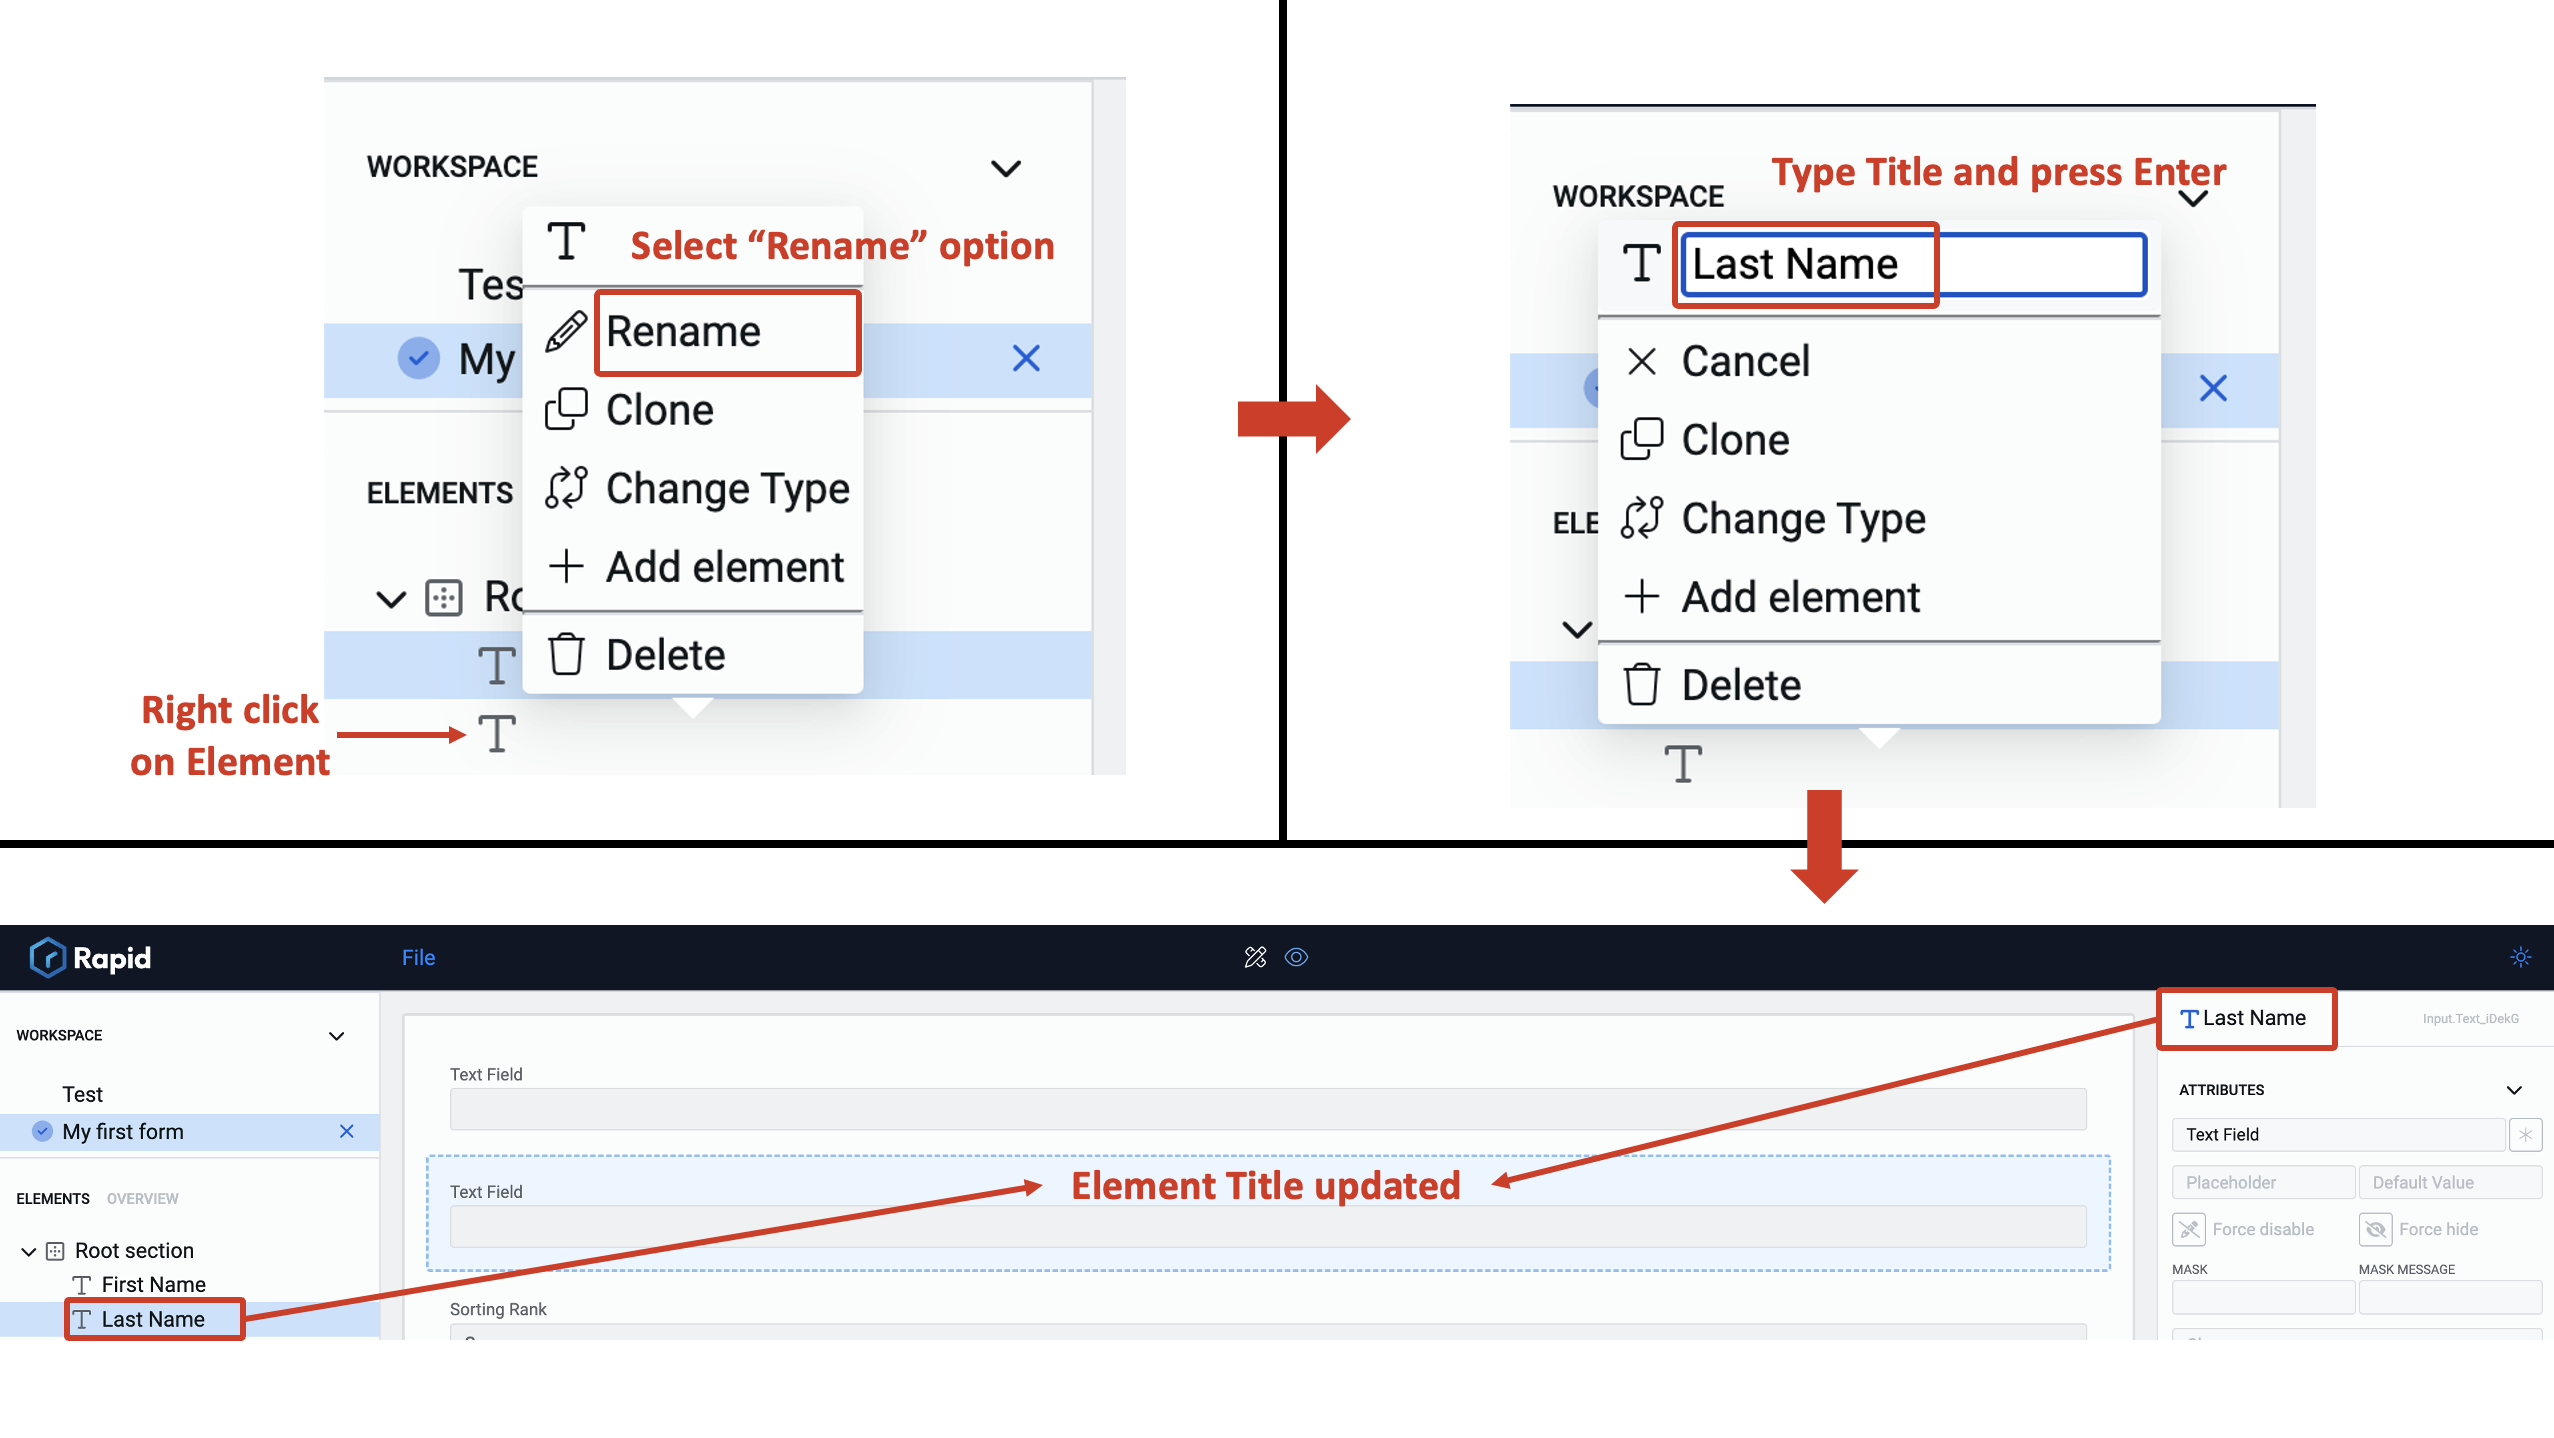 WORKSPACE
Select “Rename” option
Tes
Rename
My
Clone
ELEMENTS
Change Type
Add element
Ro
Delete
Right click
on Element
Type Title and press Enter
WORKSPACE
Last Name
Cancel
Clone
ELE
Change Type
Add element
Delete
Rapid
File
WORKSPACE
Test
My first form
ELEMENTS OVERVIEW
Root section
First Name
Last Name
Text Field
Text Field
Element Title updated
Sorting Rank
Last Name
Input.Text_iDekG
ATTRIBUTES
Text Field
Placeholder
Default Value
Force disable
Force hide
MASK
MASK MESSAGE